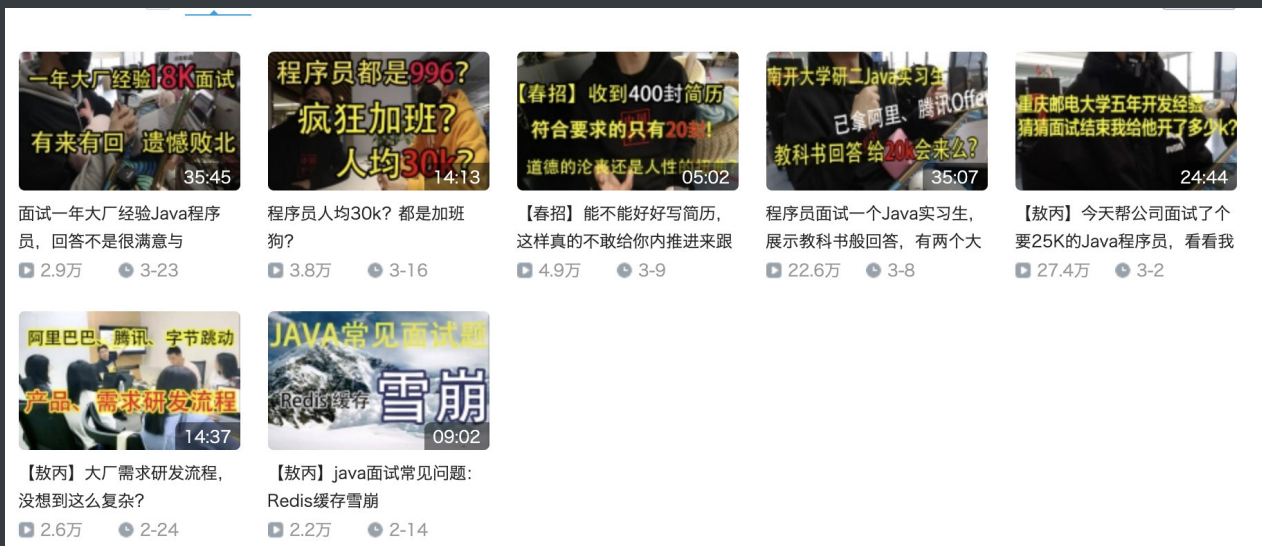 一年大厂经验18K面试
有来有回 遗憾败北
35:45
面试一年大厂经验Java程序
员，回答不是很满意与
2.9万 3-23
程序员都是996？
疯狂加班？
人均30k？
14:13
程序员人均30k？都是加班
狗？
3.8万 3-16
【春招】收到400封简历
符合要求的只有20封！
道德的沦丧还是人性的
05:02
【春招】能不能好好写简历，
这样真的不敢给你内推进来跟
4.9万 3-9
南开大学研二Java实习生
已拿阿里、腾讯Offer
教科书回答 给20k会来么？
35:07
程序员面试一个Java实习生，
展示教科书般回答，有两个大
22.6万 3-8
重庆邮电大学五年开发经验
猜猜面试结束我给他开了多少k？
24:44
【敖丙】今天帮公司面试了个
要25K的Java程序员，看看我
27.4万 3-2
阿里巴巴、腾讯、字节跳动
产品、需求研发流程
14:37
【敖丙】大厂需求研发流程，
没想到这么复杂？
2.6万 2-24
JAVA常见面试题
Redis缓存 雪崩
09:02
【敖丙】java面试常见问题：
Redis缓存雪崩
2.2万 2-14